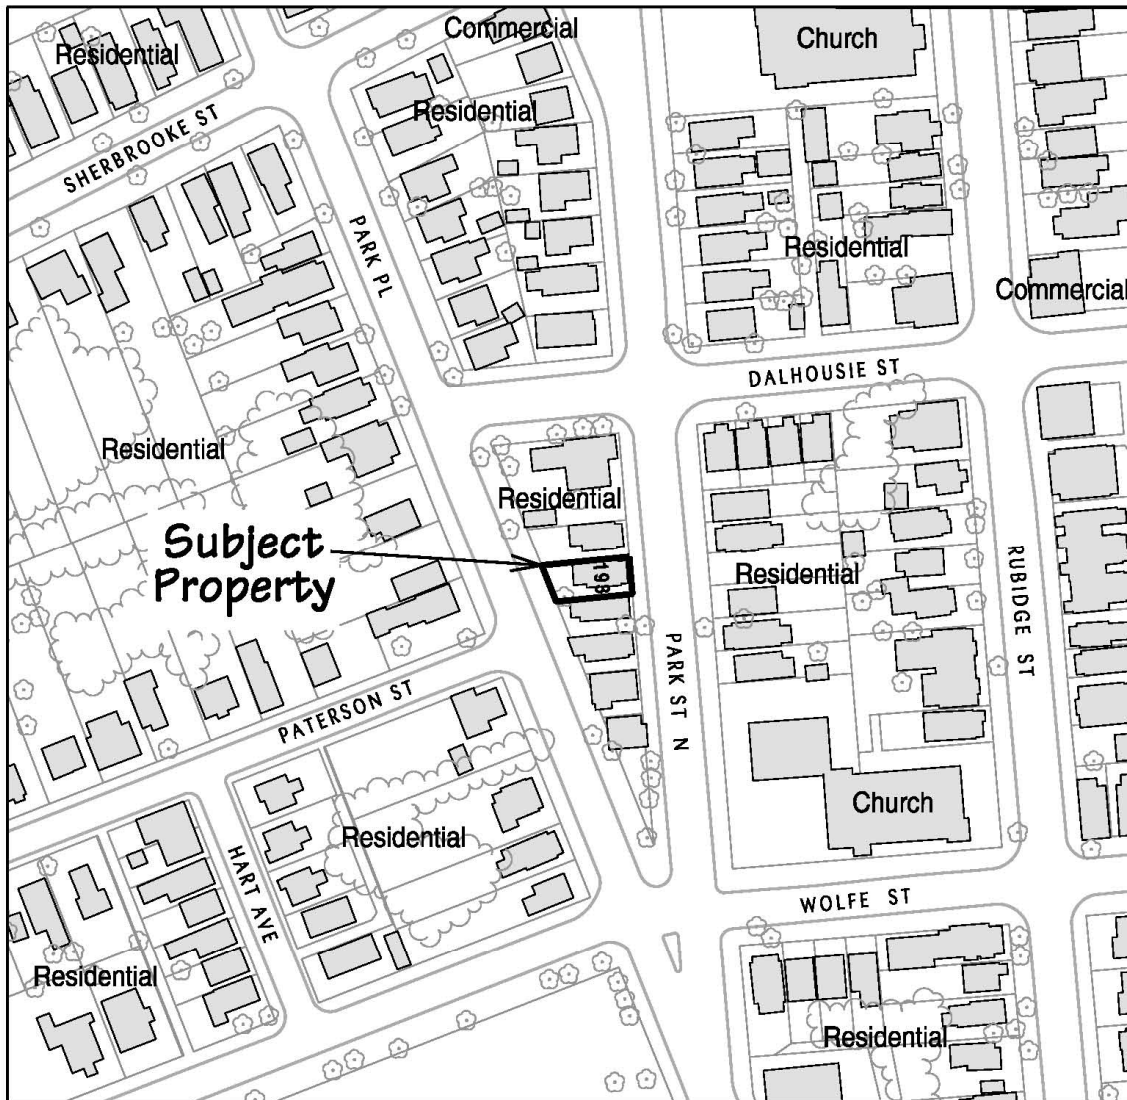 Commercial
Church
Residential
Residential
SHERBROOKE ST
PARK PL
Residential
Commercial
DALHOUSIE ST
Residential
Residential
Subject
Property
198
Residential
RUBIDGE ST
PARK ST N
PATERSON ST
Church
Residential
HART AVE
WOLFE ST
Residential
Residential